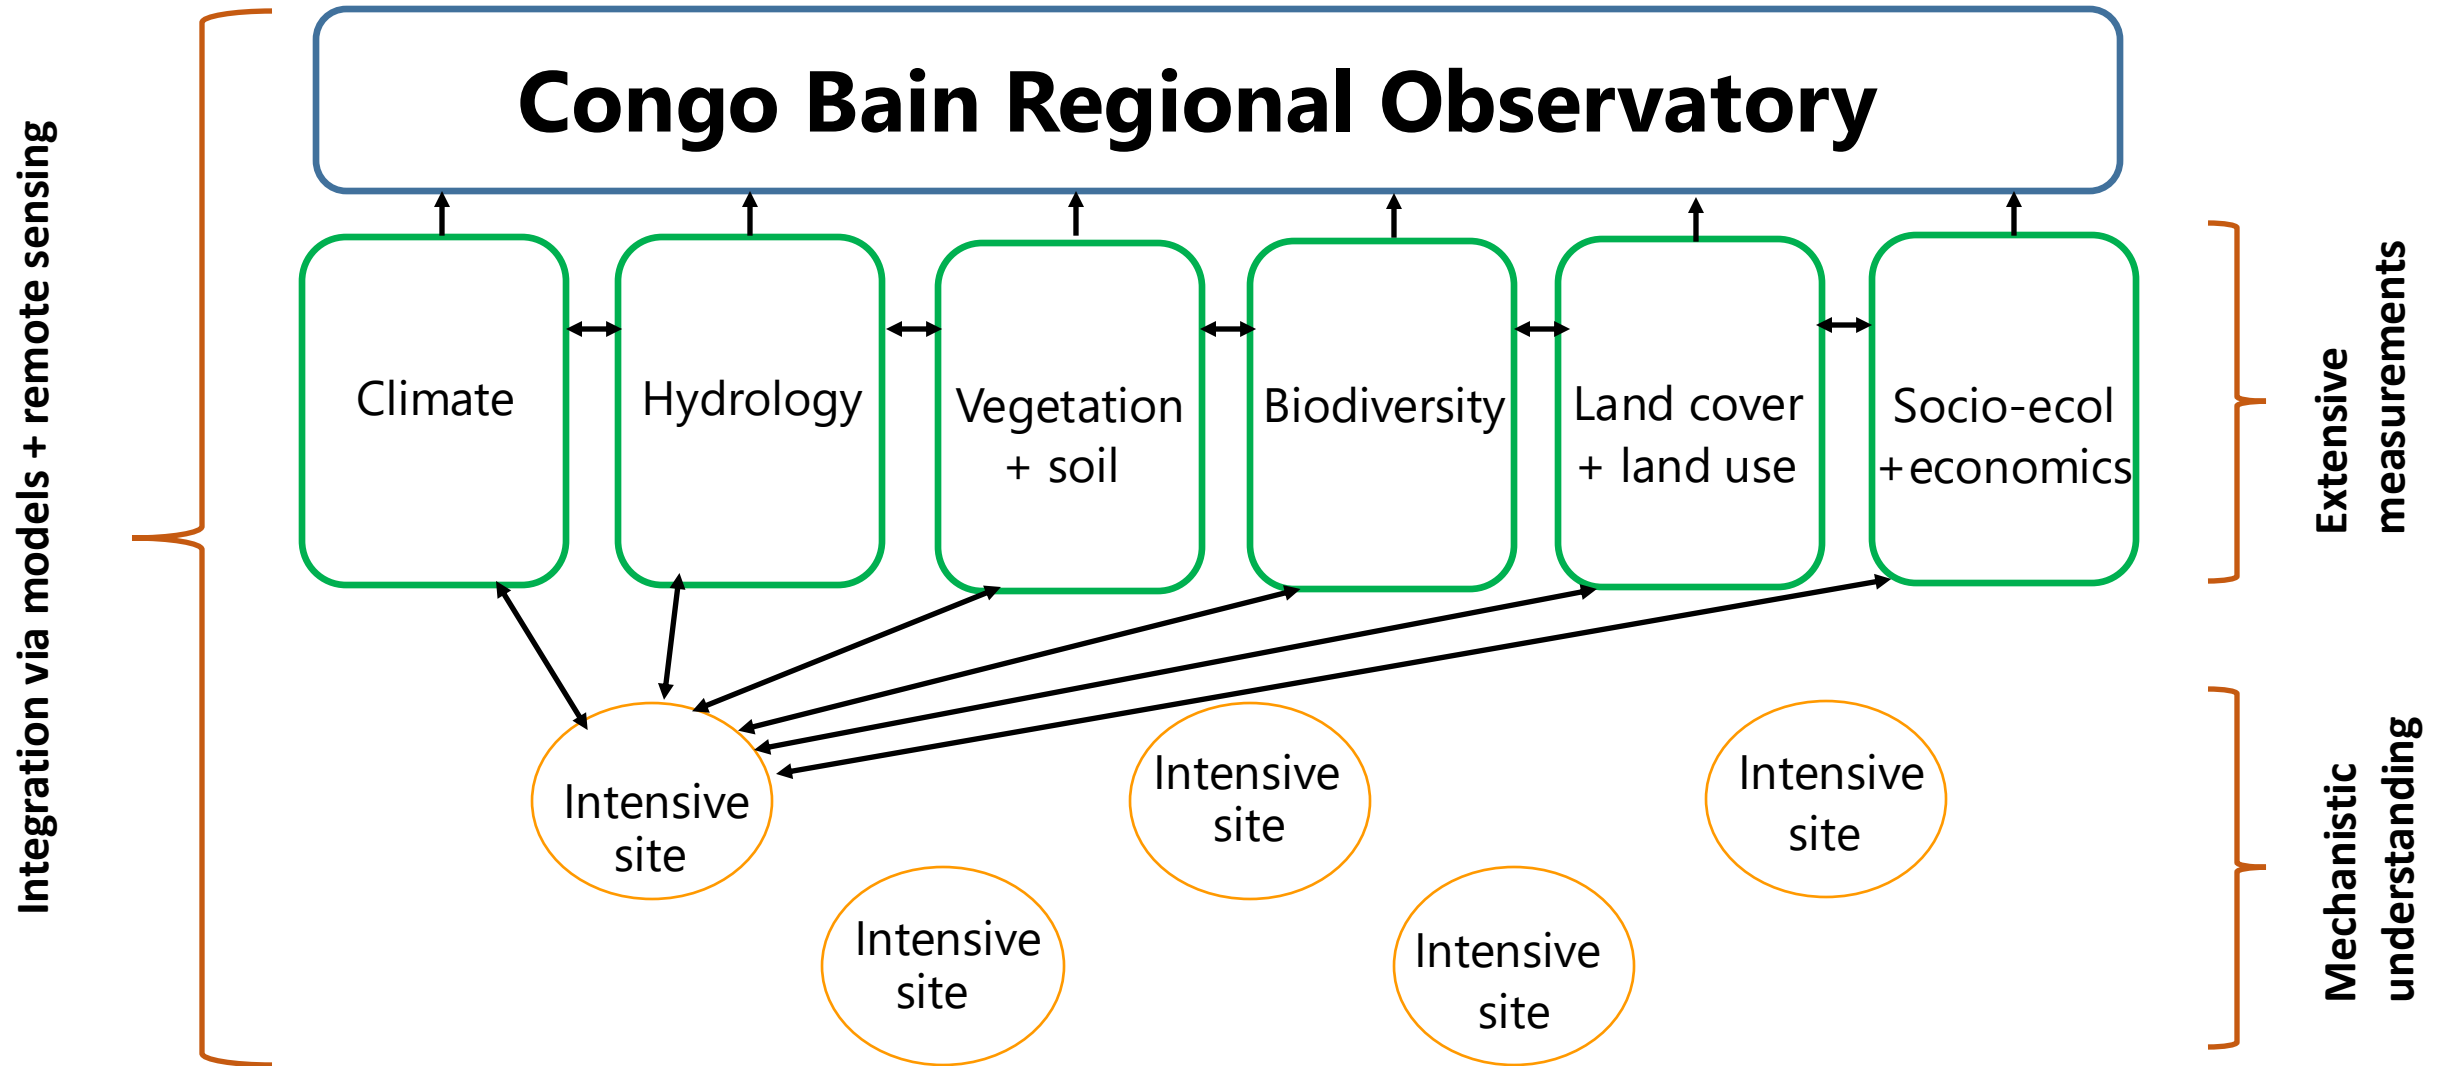 Congo Bain Regional Observatory
Integration via models + remote sensing
Climate
Hydrology
Vegetation
+ soil
Biodiversity
Land cover
+ land use
Socio-ecol
+economics
Extensive
measurements
Intensive
site
Intensive
site
Intensive
site
Intensive
site
Intensive
site
Mechanistic
understanding